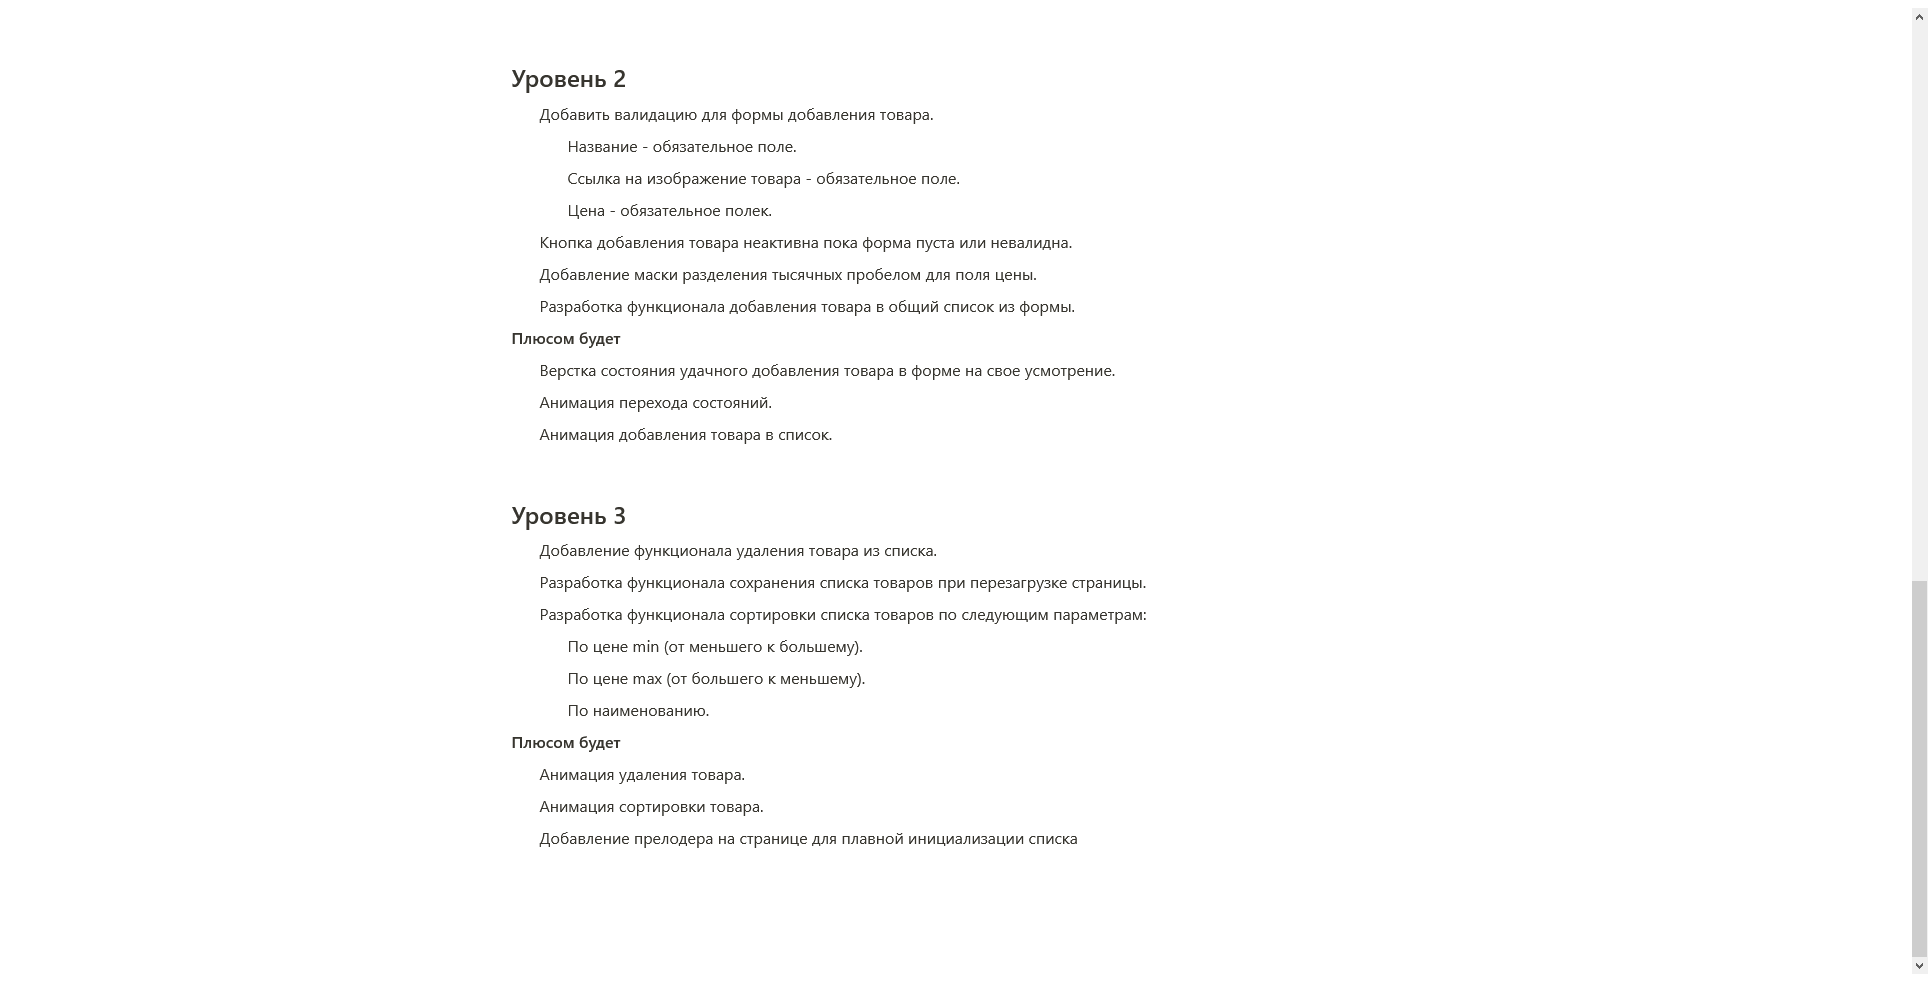 Уровень 2
Добавить валидацию для формы добавления товара.
Название - обязательное поле.
Ссылка на изображение товара - обязательное поле.
Цена - обязательное полек.
Кнопка добавления товара неактивна пока форма пуста или невалидна.
Добавление маски разделения тысячных пробелом для поля цены.
Разработка функционала добавления товара в общий список из формы.
Плюсом будет
Верстка состояния удачного добавления товара в форме на свое усмотрение.
Анимация перехода состояний.
Анимация добавления товара в список.
Уровень 3
Добавление функционала удаления товара из списка.
Разработка функционала сохранения списка товаров при перезагрузке страницы.
Разработка функционала сортировки списка товаров по следующим параметрам:
По цене min (от меньшего к большему).
По цене max (от большего к меньшему).
По наименованию.
Плюсом будет
Анимация удаления товара.
Анимация сортировки товара.
Добавление прелодера на странице для плавной инициализации списка